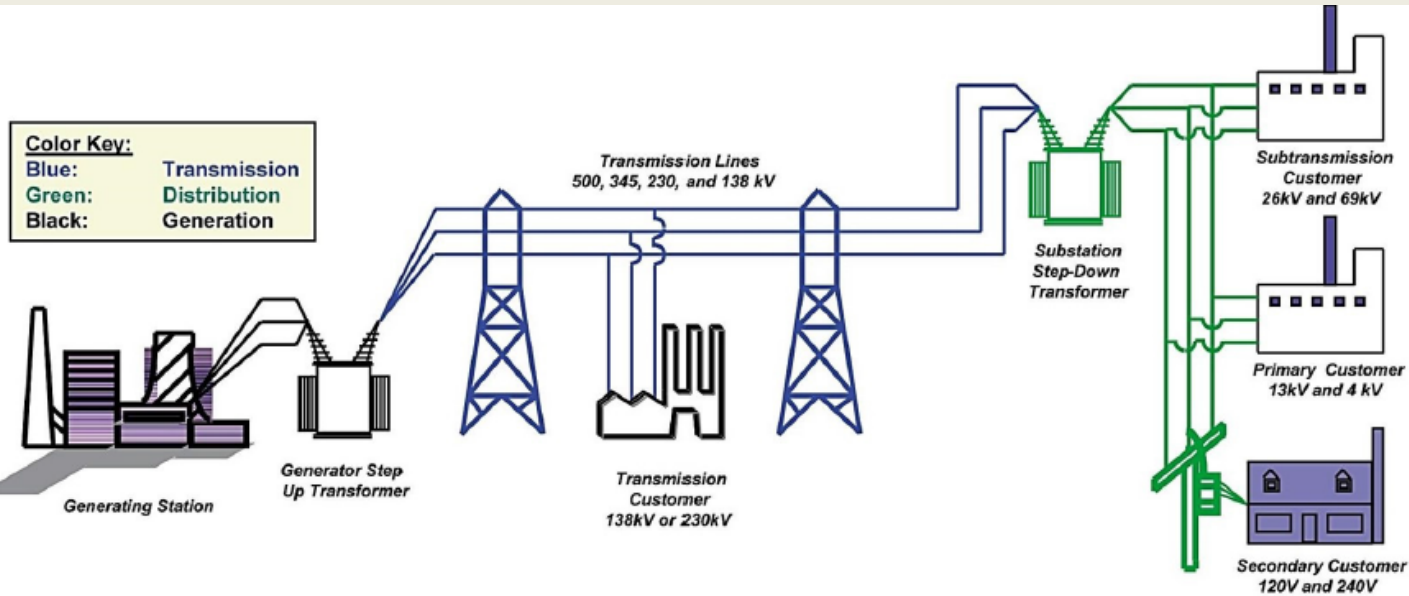 Color Key:
Blue: Transmission
Green: Distribution
Black: Generation
Transmission Lines
500, 345, 230, and 138 kV
Generating Station
Generator Step
Up Transformer
Transmission
Customer
138kV or 230kV
Substation
Step-Down
Transformer
Subtransmission
Customer
26kV and 69kV
Primary Customer
13kV and 4 kV
Secondary Customer
120V and 240V